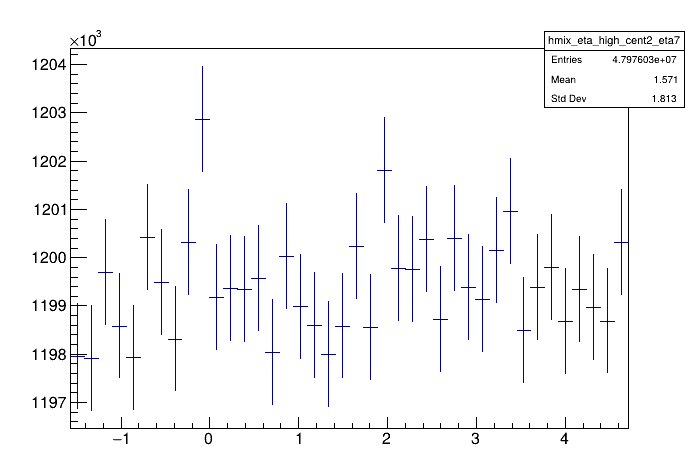 ×10³
hmix_eta_high_cent2_eta7
Entries 4.797603e+07
Mean 1.571
Std Dev 1.813
1204
1203
1202
1201
1200
1199
1198
1197
−1 0 1 2 3 4